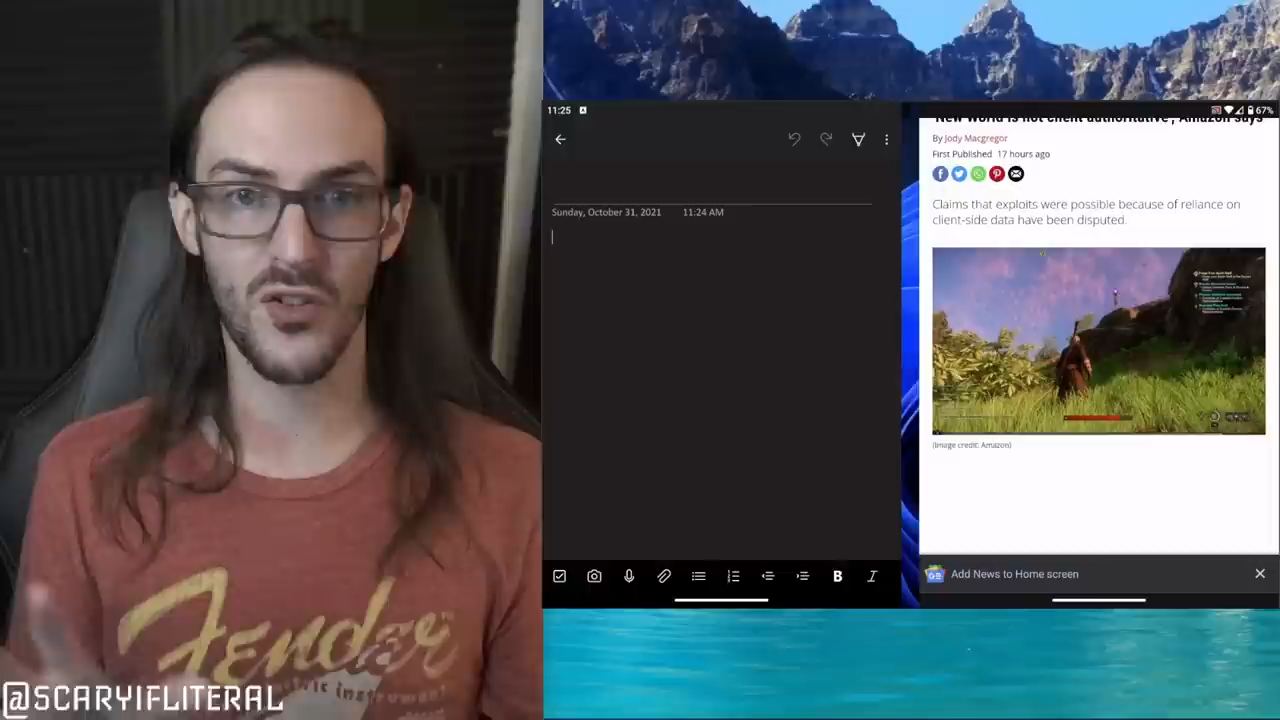 11:25
Sunday, October 31, 2021 11:24 AM
B I
67%
'New World is not client authoritative', Amazon says
By Jody Macgregor
First Published 17 hours ago
Claims that exploits were possible because of reliance on
client-side data have been disputed.
(Image credit: Amazon)
Add News to Home screen
Fender
@SCARYIFLITERAL